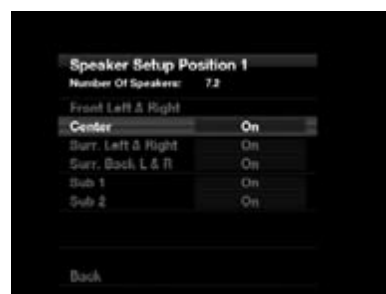 Speaker Setup Position 1
Number Of Speakers: 7.2
Front Left & Right
Center On
Surr. Left & Right On
Surr. Back L & R On
Sub 1 On
Sub 2 On
Back